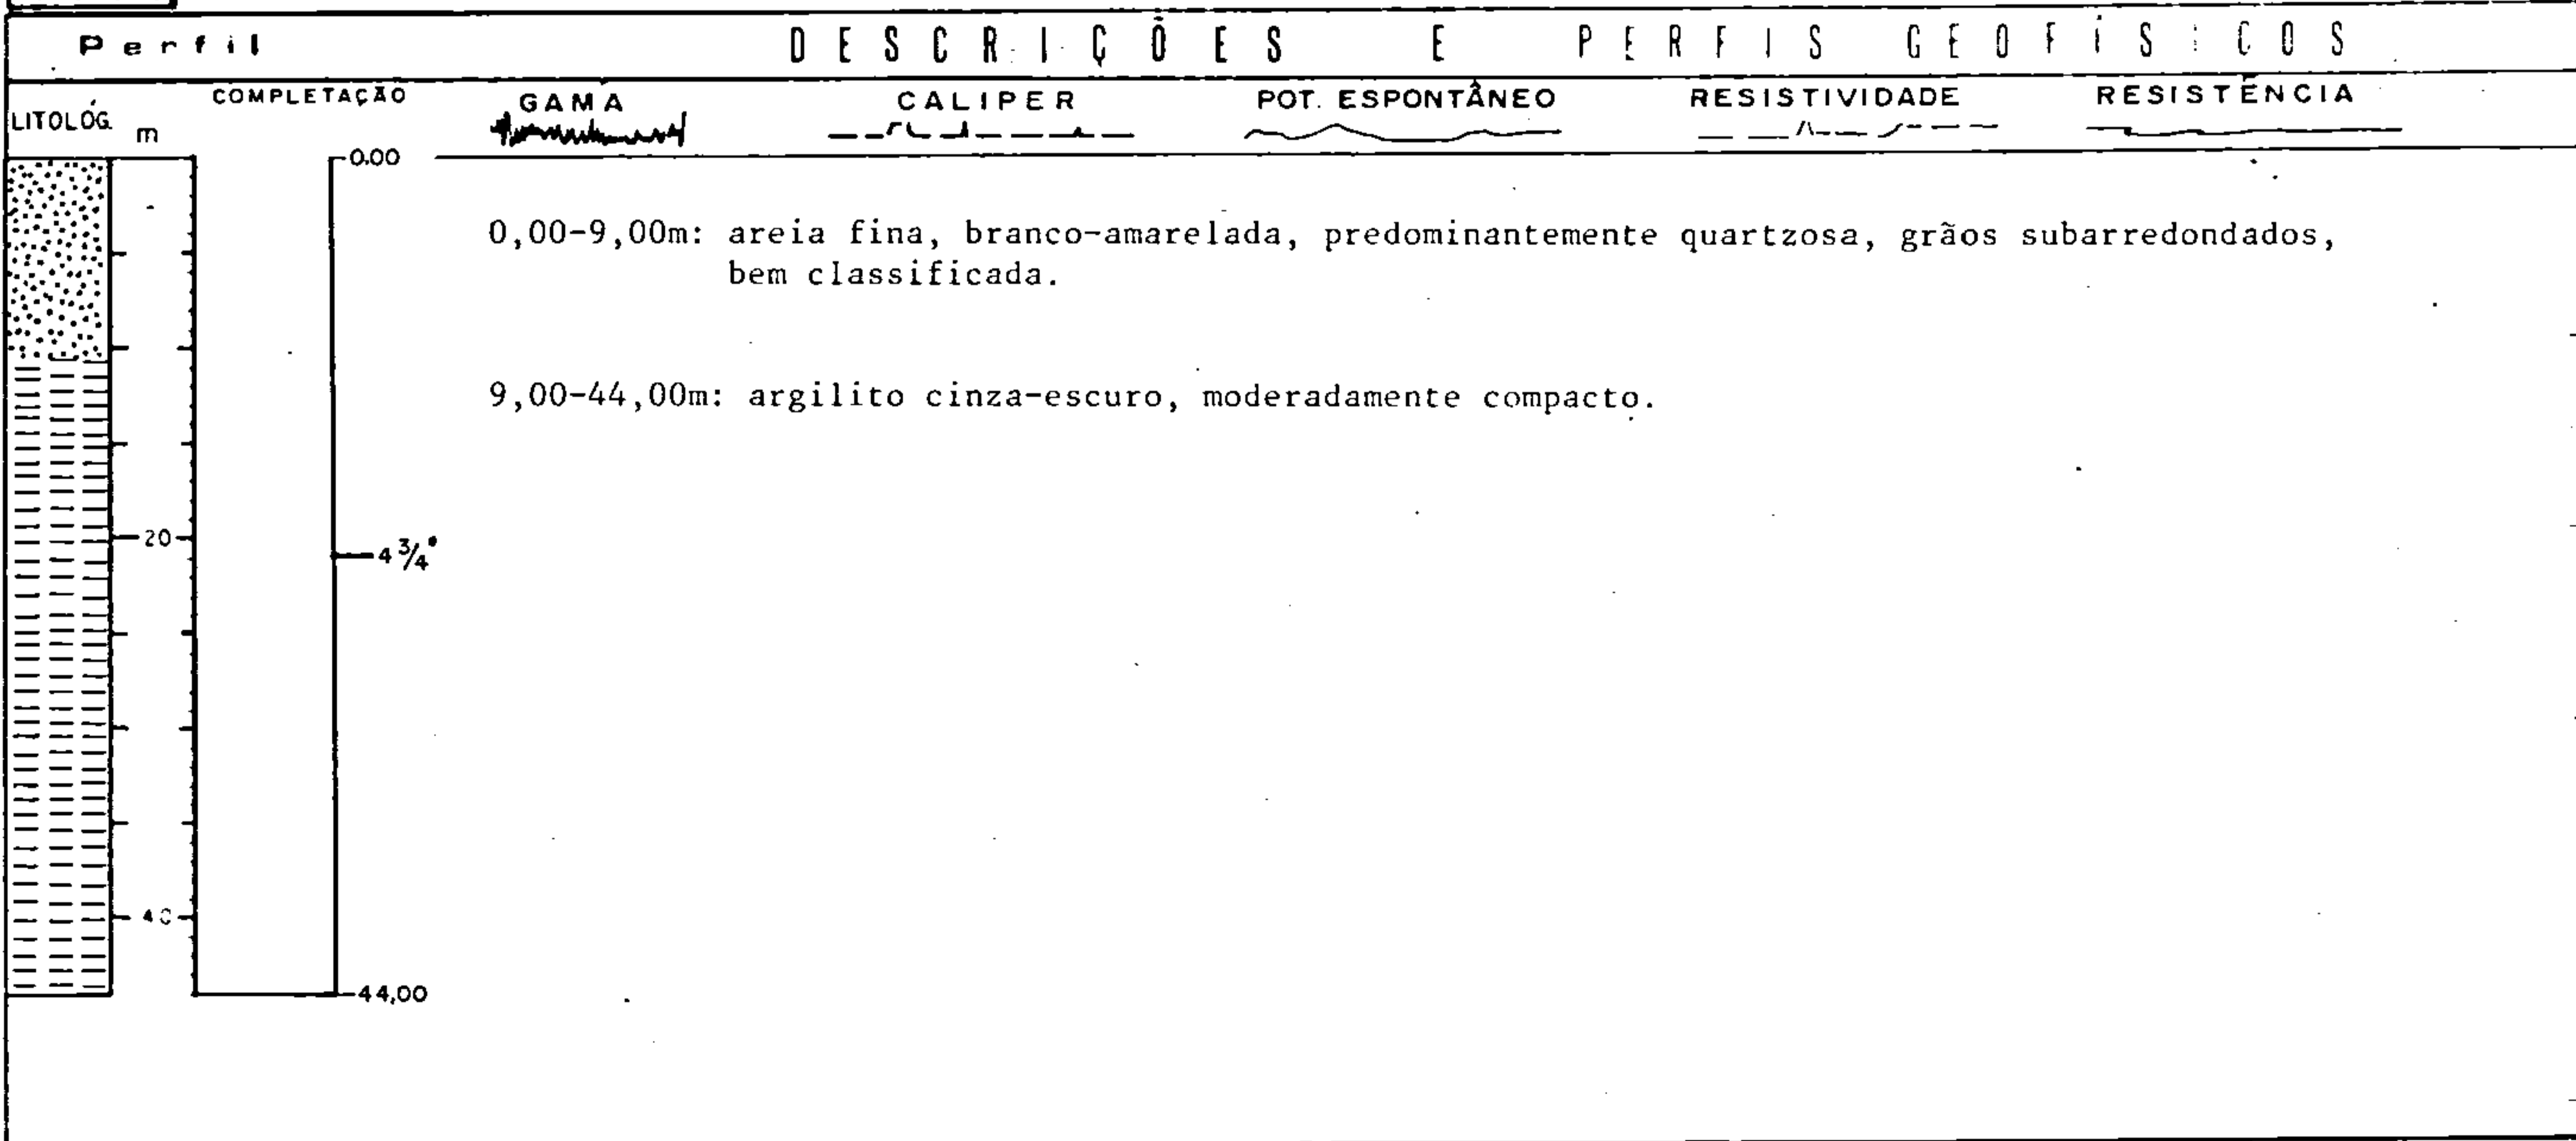 Perfil
DESCRIÇÕES E PERFIS GEOFÍSICOS
LITOLÓG. m
COMPLETAÇÃO
GAMA
CALIPER
POT. ESPONTÂNEO
RESISTIVIDADE
RESISTÊNCIA
0.00
0,00-9,00m: areia fina, branco-amarelada, predominantemente quartzosa, grãos subarredondados,
bem classificada.
9,00-44,00m: argilito cinza-escuro, moderadamente compacto.
20
4 3/4"
40
44,00